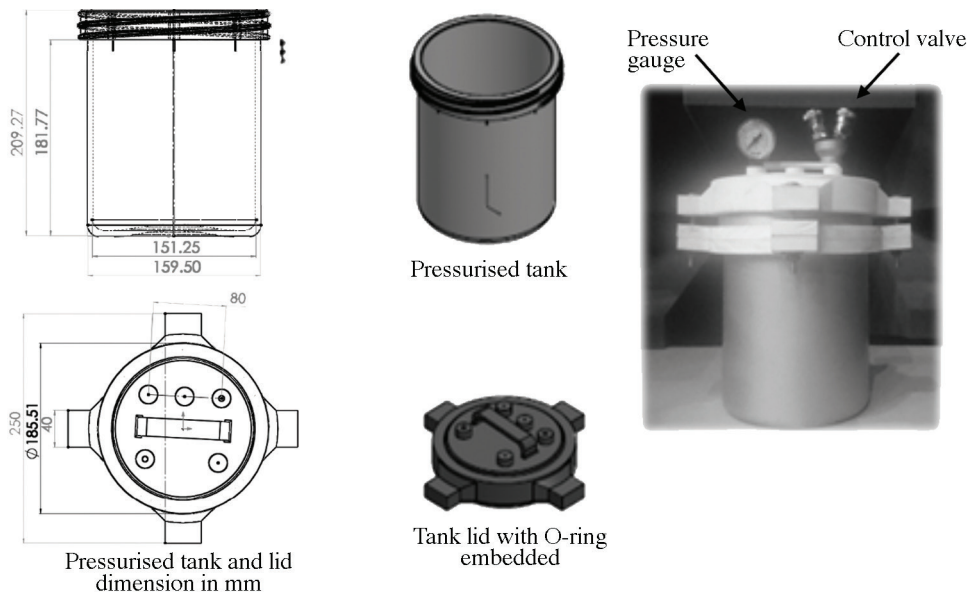 209.27
181.77
151.25
159.50
Pressurised tank
Pressure
gauge
Control valve
80
250
Ø185.51
40
Pressurised tank and lid
dimension in mm
Tank lid with O-ring
embedded